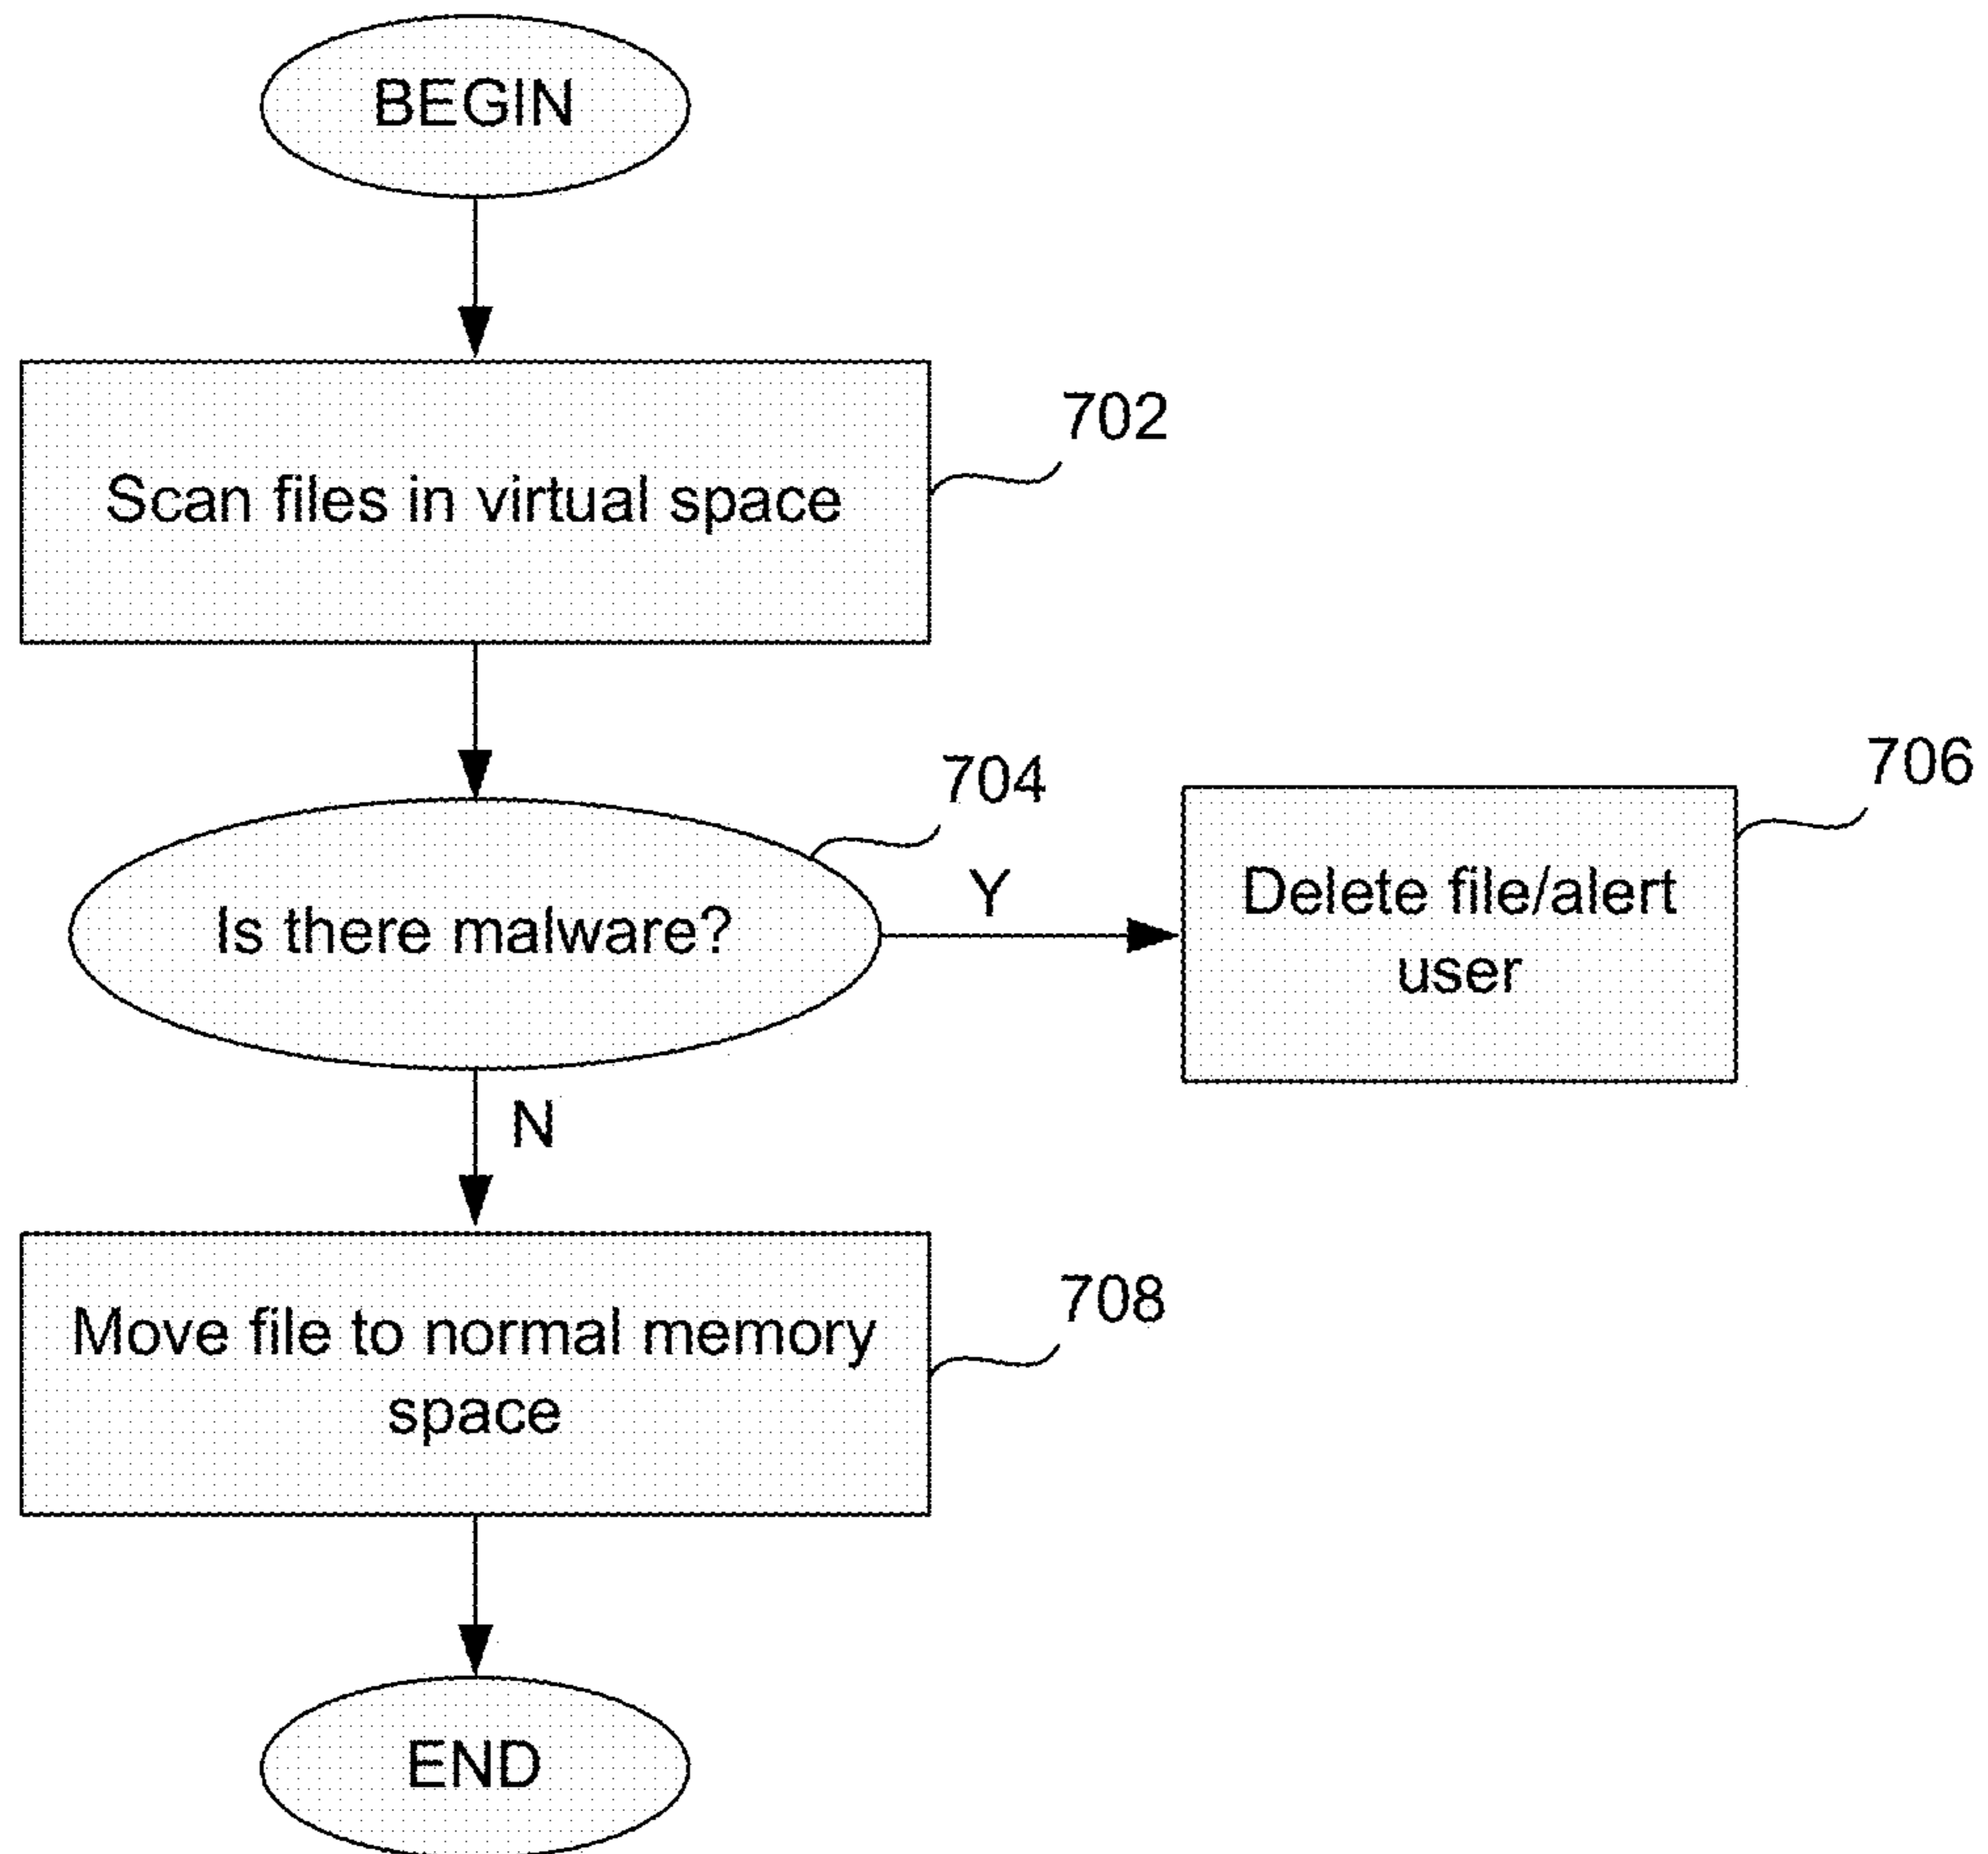 BEGIN
702
Scan files in virtual space
704
706
Is there malware?
Y
Delete file/alert
user
N
708
Move file to normal memory
space
END